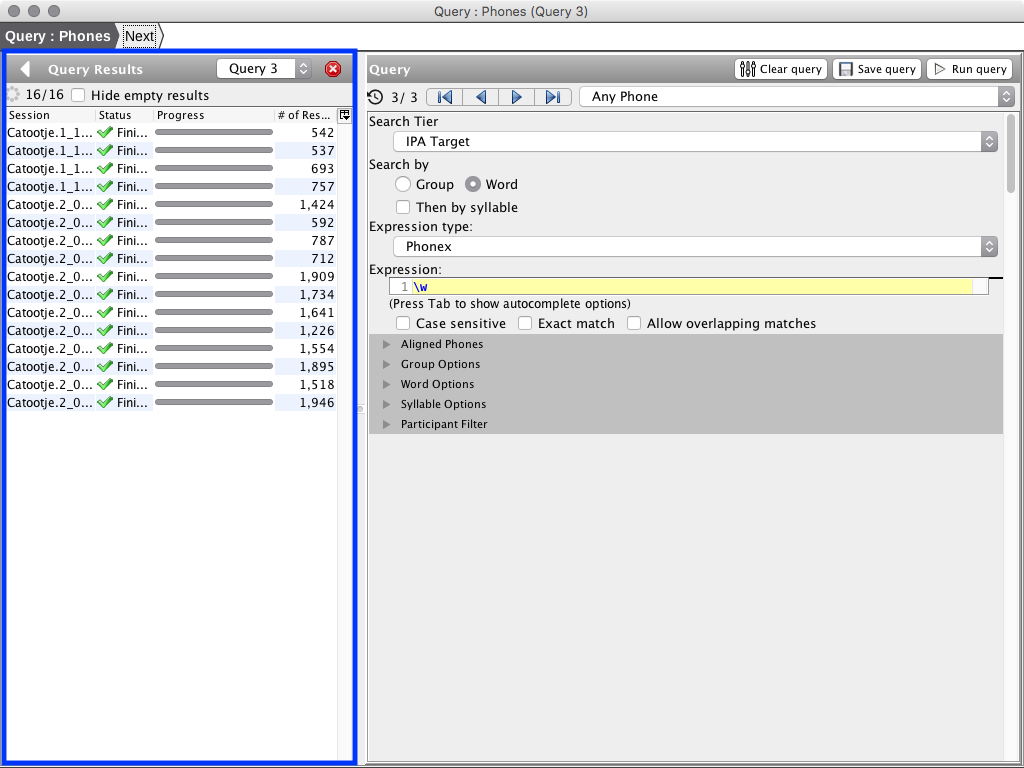 Query : Phones (Query 3)
Query : Phones Next
Query Results Query 3
16/16 Hide empty results
Session Status Progress # of Res...
Catootje.1_1... Fini... 542
Catootje.1_1... Fini... 537
Catootje.1_1... Fini... 693
Catootje.1_1... Fini... 757
Catootje.2_0... Fini... 1,424
Catootje.2_0... Fini... 592
Catootje.2_0... Fini... 787
Catootje.2_0... Fini... 712
Catootje.2_0... Fini... 1,909
Catootje.2_0... Fini... 1,734
Catootje.2_0... Fini... 1,641
Catootje.2_0... Fini... 1,226
Catootje.2_0... Fini... 1,554
Catootje.2_0... Fini... 1,895
Catootje.2_0... Fini... 1,518
Catootje.2_0... Fini... 1,946
Query Clear query Save query Run query
3/ 3 Any Phone
Search Tier
IPA Target
Search by
Group Word
Then by syllable
Expression type:
Phonex
Expression:
1 \w
(Press Tab to show autocomplete options)
Case sensitive Exact match Allow overlapping matches
Aligned Phones
Group Options
Word Options
Syllable Options
Participant Filter